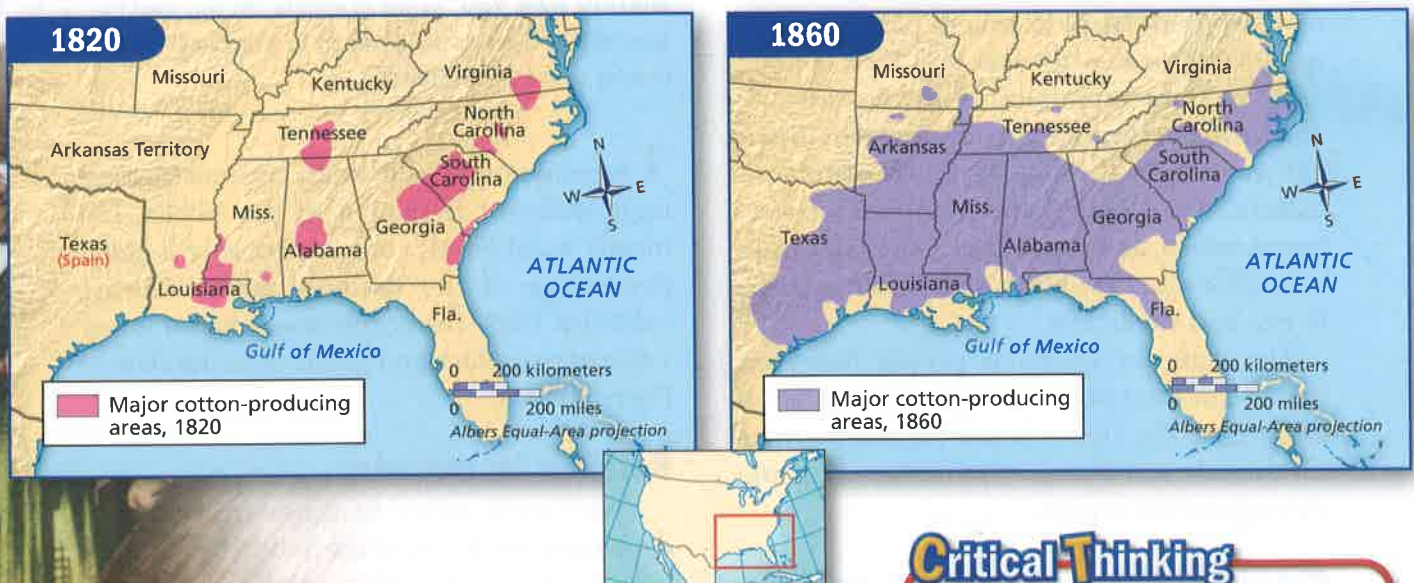 1820
Missouri
Kentucky
Virginia
Tennessee
North
Carolina
Arkansas Territory
South
Carolina
Miss.
Georgia
Alabama
Texas
(Spain)
Louisiana
Fla.
ATLANTIC
OCEAN
Gulf of Mexico
N
W
E
S
0 200 kilometers
0 200 miles
Albers Equal-Area projection
Major cotton-producing
areas, 1820
1860
Missouri
Kentucky
Virginia
Tennessee
North
Carolina
Arkansas
South
Carolina
Miss.
Georgia
Alabama
Texas
Louisiana
Fla.
ATLANTIC
OCEAN
Gulf of Mexico
N
W
E
S
0 200 kilometers
0 200 miles
Albers Equal-Area projection
Major cotton-producing
areas, 1860
Critical Thinking